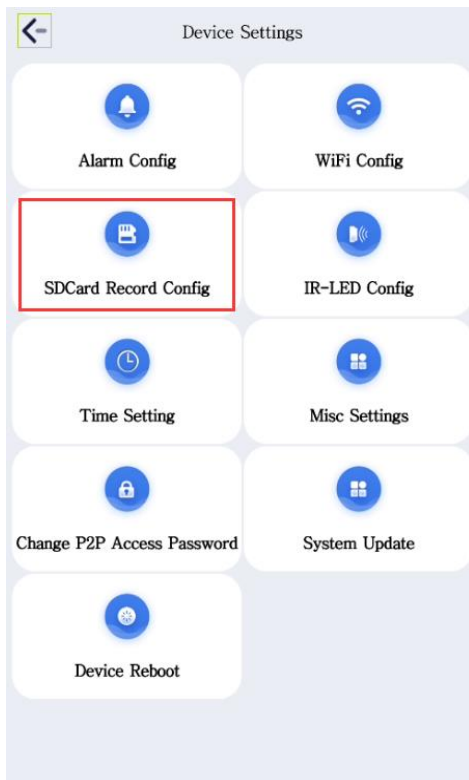 Device Settings
Alarm Config
WiFi Config
SDCard Record Config
IR-LED Config
Time Setting
Misc Settings
Change P2P Access Password
System Update
Device Reboot